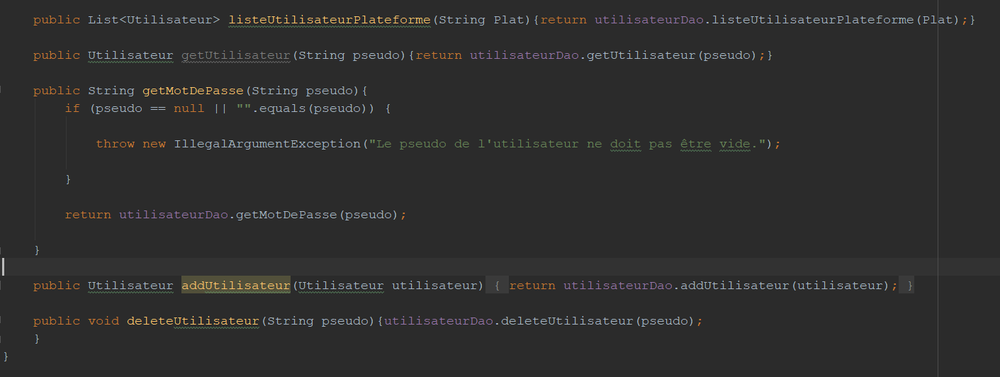 public List<Utilisateur> listeUtilisateurPlateforme(String Plat){return utilisateurDao.listeUtilisateurPlateforme(Plat);}
public Utilisateur getUtilisateur(String pseudo){return utilisateurDao.getUtilisateur(pseudo);}
public String getMotDePasse(String pseudo){
if (pseudo == null || "".equals(pseudo)) {
throw new IllegalArgumentException("Le pseudo de l'utilisateur ne doit pas être vide.");
}
return utilisateurDao.getMotDePasse(pseudo);
}
public Utilisateur addUtilisateur(Utilisateur utilisateur) { return utilisateurDao.addUtilisateur(utilisateur); }
public void deleteUtilisateur(String pseudo){utilisateurDao.deleteUtilisateur(pseudo);
}
}